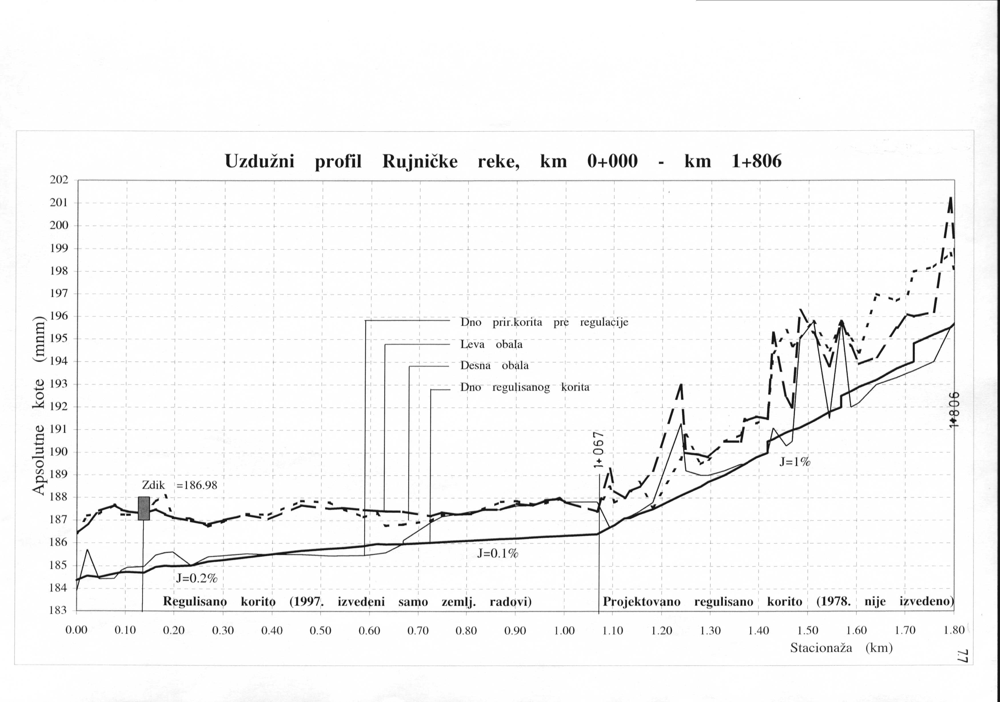 Uzdužni profil Rujničke reke, km 0+000 - km 1+806
202
201
200
199
198
197
196
195
194
193
192
191
190
189
188
187
186
185
184
183
Apsolutne kote (mnm)
Dno prir.korita pre regulacije
Leva obala
Desna obala
Dno regulisanog korita
Zdik =186.98
1+067
1+806
J=1%
J=0.1%
J=0.2%
Regulisano korito (1997. izvedeni samo zemlj. radovi)
Projektovano regulisano korito (1978. nije izvedeno)
0.00 0.10 0.20 0.30 0.40 0.50 0.60 0.70 0.80 0.90 1.00 1.10 1.20 1.30 1.40 1.50 1.60 1.70 1.80
Stacionaža (km)
7.7